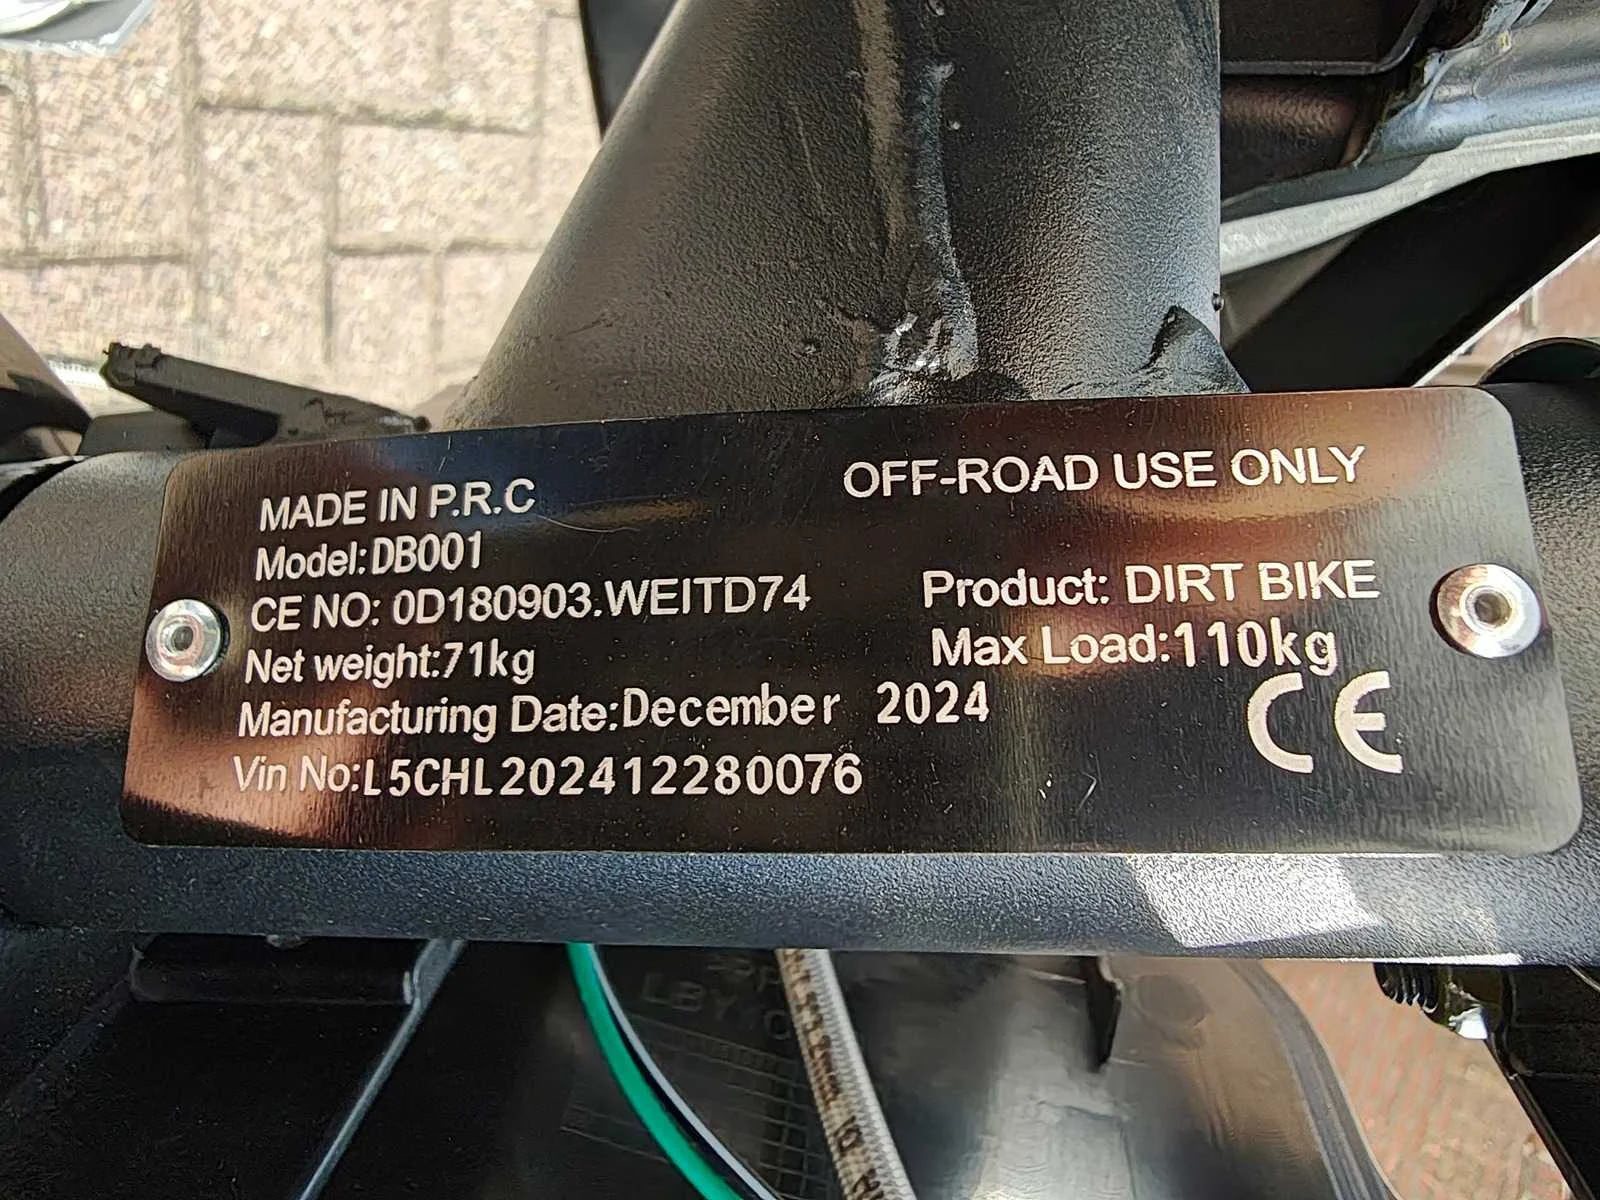 MADE IN P.R.C
OFF-ROAD USE ONLY
Model:DB001
CE NO: 0D180903.WEITD74
Product: DIRT BIKE
Net weight:71kg
Max Load:110kg
Manufacturing Date:December 2024
CE
Vin No:L5CHL202412280076